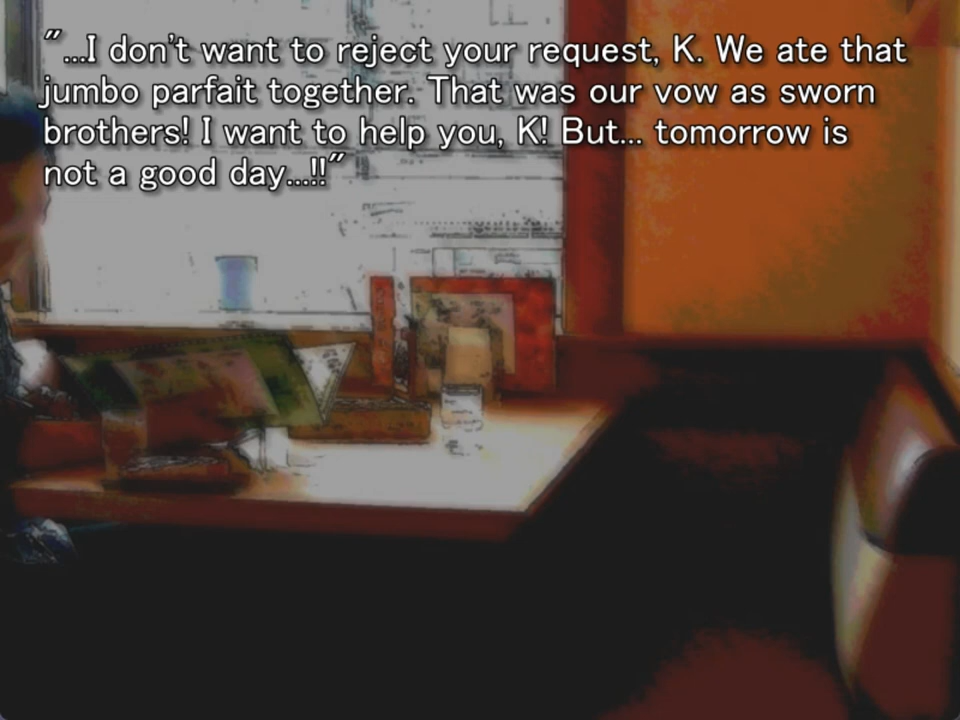 "...I don't want to reject your request, K. We ate that
jumbo parfait together. That was our vow as sworn
brothers! I want to help you, K! But... tomorrow is
not a good day...!!"